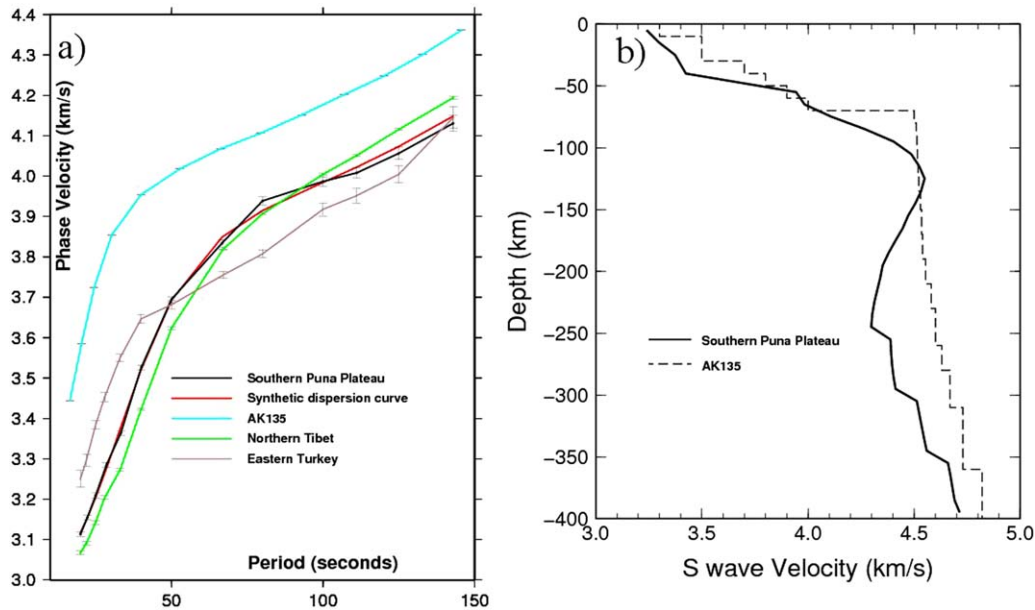 a)
Phase Velocity (km/s)
4.4
4.3
4.2
4.1
4.0
3.9
3.8
3.7
3.6
3.5
3.4
3.3
3.2
3.1
3.0
Southern Puna Plateau
Synthetic dispersion curve
AK135
Northern Tibet
Eastern Turkey
Period (seconds)
50
100
150
b)
Depth (km)
0
−50
−100
−150
−200
−250
−300
−350
−400
Southern Puna Plateau
AK135
3.0
3.5
4.0
4.5
5.0
S wave Velocity (km/s)